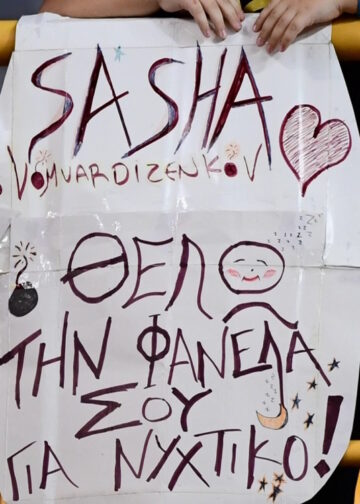 SASHA
VOMVARDIZENKOV
ΘΕΛΩ
ΤΗΝ ΦΑΝΕΛΑ
ΣΟΥ
ΓΙΑ ΝΥΧΤΙΚΟ!